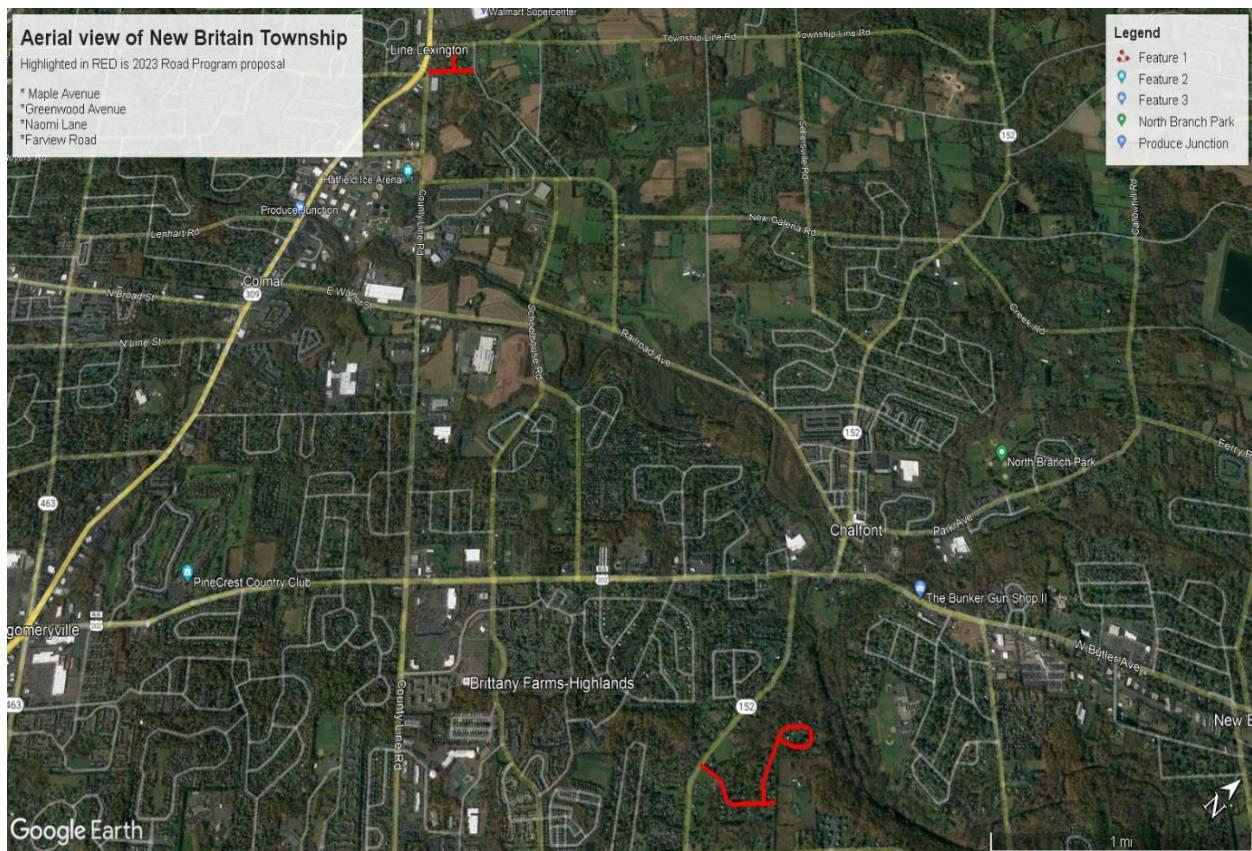 Aerial view of New Britain Township
Highlighted in RED is 2023 Road Program proposal
* Maple Avenue
*Greenwood Avenue
*Naomi Lane
*Farview Road
Legend
Feature 1
Feature 2
Feature 3
North Branch Park
Produce Junction
Walmart Supercenter
Line Lexington
Township Line Rd
Township Line Rd
152
Sellersville Rd
Callowhill Rd
Hatfield Ice Arena
Produce Junction
County Line Rd
Lenhart Rd
New Galena Rd
Colmar
309
N Broad St
E Walnut St
Schoolhouse Rd
Railroad Ave
Creek Rd
N Line St
152
Ferry R
North Branch Park
463
Chalfont
Park Ave
PineCrest Country Club
BUS
202
The Bunker Gun Shop II
BUS
202
gomeryville
W Butler Ave
Brittany Farms-Highlands
County Line Rd
463
152
New B
N
Google Earth
1 mi